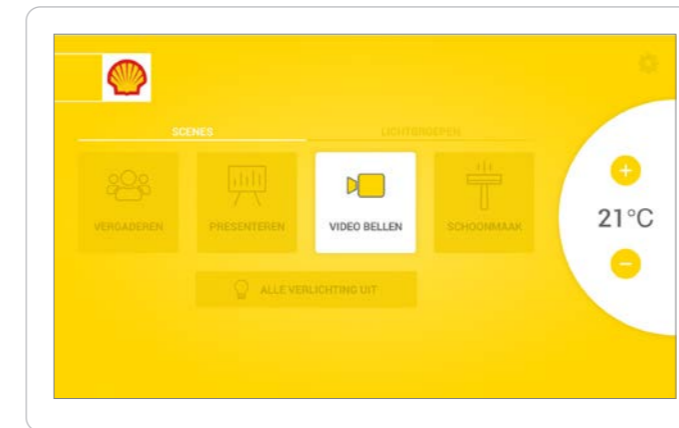 SCENES
LICHTGROEPEN
VERGADEREN
PRESENTEREN
VIDEO BELLEN
SCHOONMAAK
+
21°C
−
ALLE VERLICHTING UIT